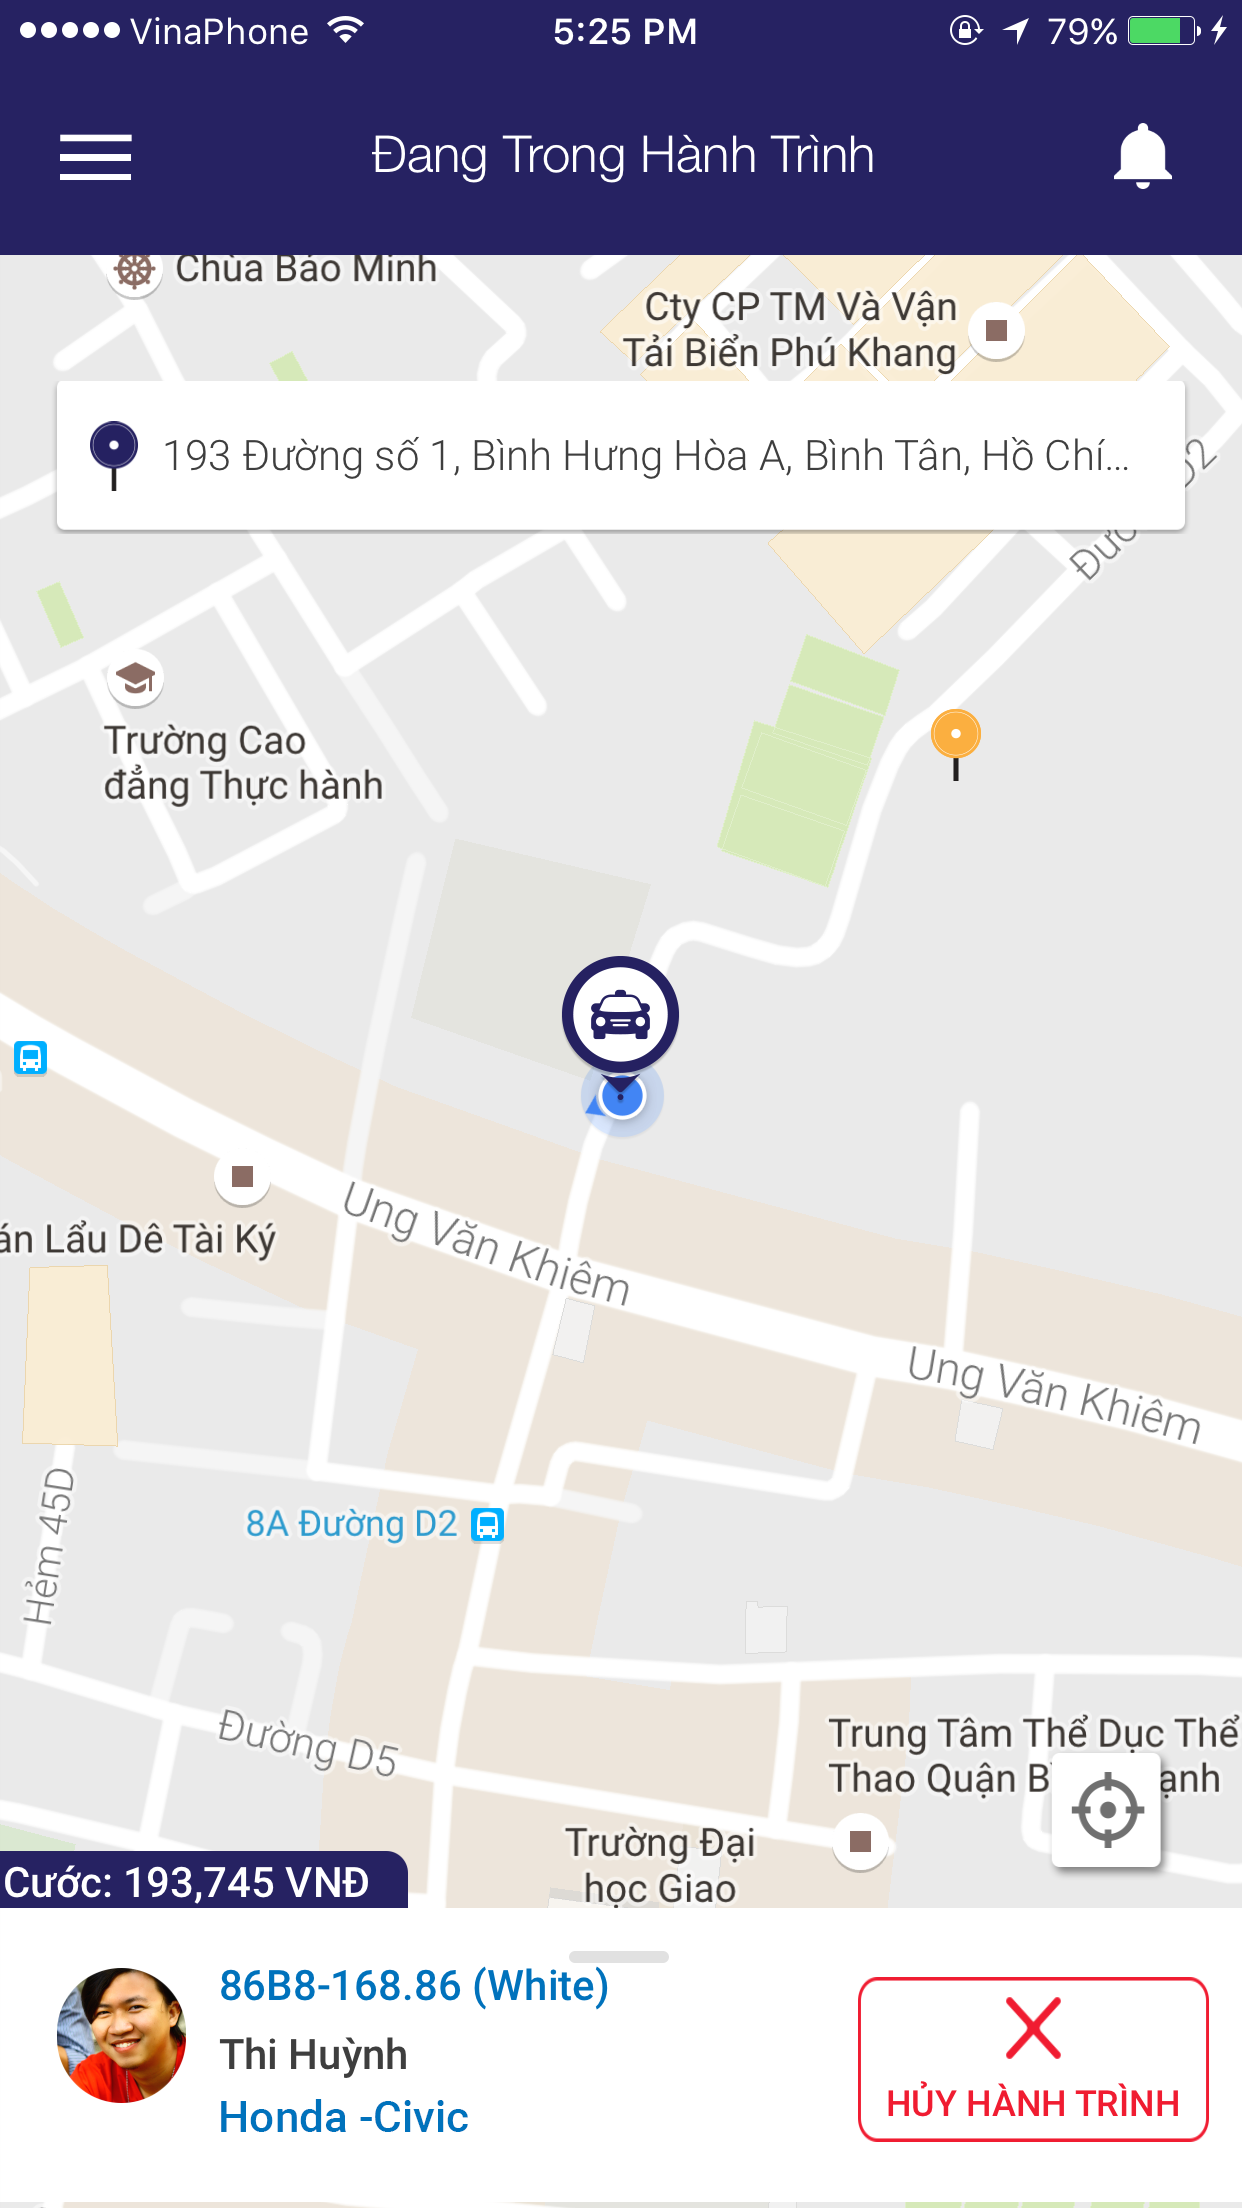 VinaPhone 5:25 PM 79%
Đang Trong Hành Trình
Chùa Bảo Minh
Cty CP TM Và Vận
Tải Biển Phú Khang
193 Đường số 1, Bình Hưng Hòa A, Bình Tân, Hồ Chí...
Trường Cao
đẳng Thực hành
Ung Văn Khiêm
án Lẩu Dê Tài Ký
Ung Văn Khiêm
Hẻm 45D
8A Đường D2
Đường D5
Trung Tâm Thể Dục Thể
Thao Quận B ạnh
Trường Đại
học Giao
Cước: 193,745 VNĐ
86B8-168.86 (White)
Thi Huỳnh
Honda -Civic
HỦY HÀNH TRÌNH